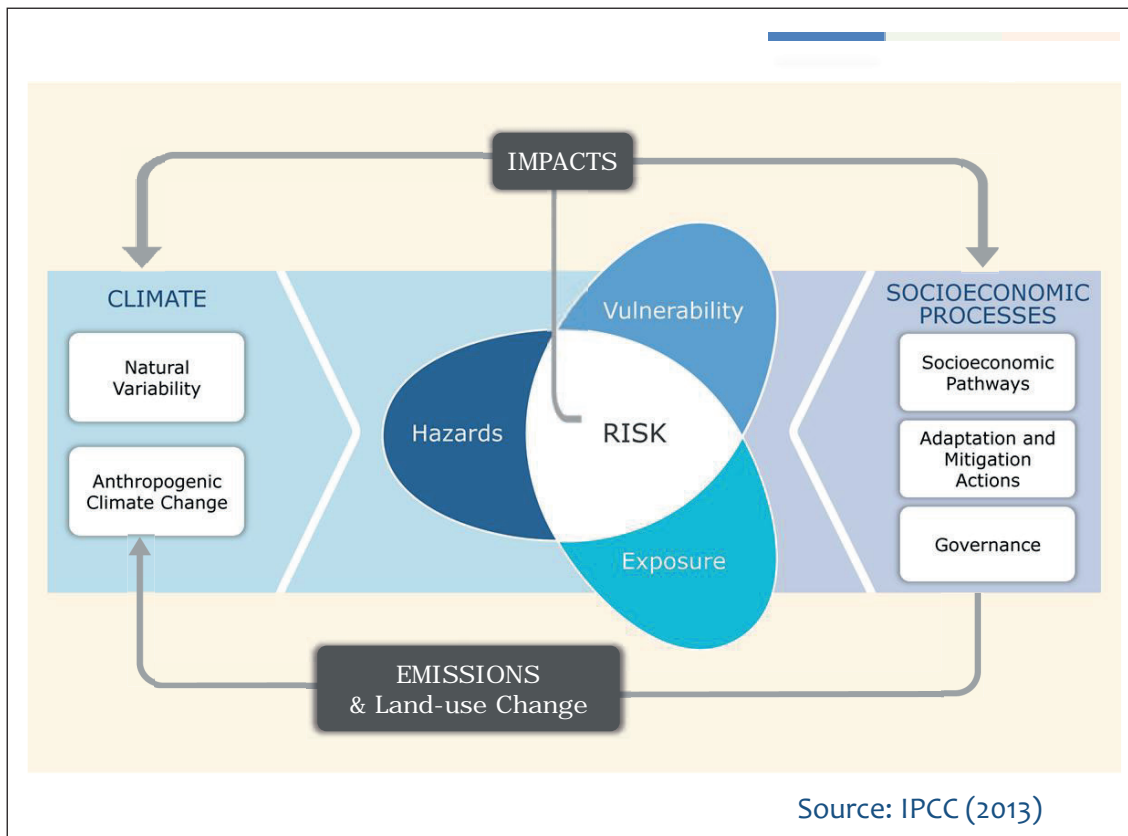 IMPACTS
CLIMATE
Natural
Variability
Anthropogenic
Climate Change
Vulnerability
Hazards
RISK
Exposure
SOCIOECONOMIC
PROCESSES
Socioeconomic
Pathways
Adaptation and
Mitigation
Actions
Governance
EMISSIONS
& Land-use Change
Source: IPCC (2013)